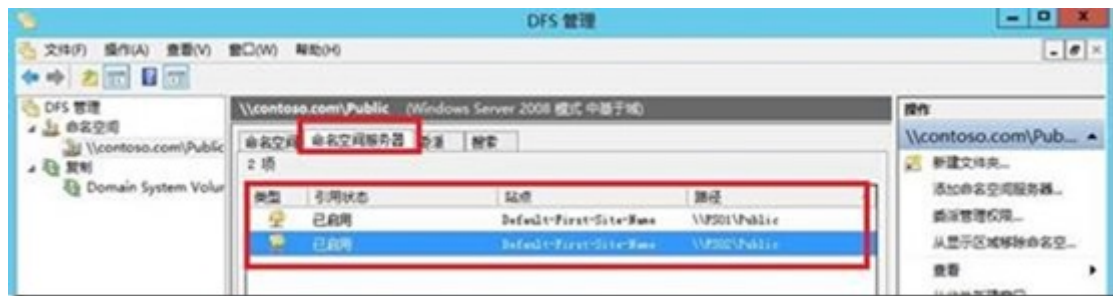 DFS 管理
文件(F) 操作(A) 查看(V) 窗口(W) 帮助(H)
DFS 管理
命名空间
\\contoso.com\Public
复制
Domain System Volur
\\contoso.com\Public (Windows Server 2008 模式 中基于域)
命名空间 命名空间服务器 委派 搜索
2 项
类型 引用状态 站点 路径
已启用 Default-First-Site-Name \\FS01\Public
已启用 Default-First-Site-Name \\FS02\Public
操作
\\contoso.com\Pub...
新建文件夹...
添加命名空间服务器...
委派管理权限...
从显示区域移除命名空...
查看